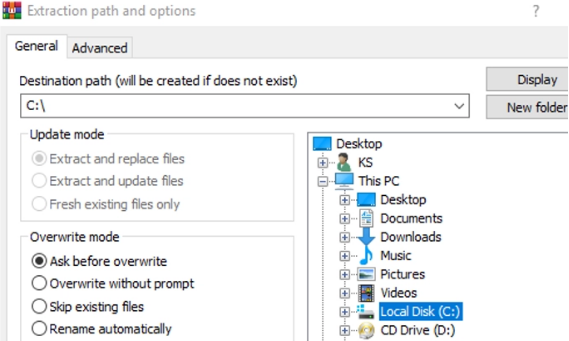 Extraction path and options
?
General
Advanced
Destination path (will be created if does not exist)
Display
C:\
New folder
Update mode
Extract and replace files
Extract and update files
Fresh existing files only
Overwrite mode
Ask before overwrite
Overwrite without prompt
Skip existing files
Rename automatically
Desktop
KS
This PC
Desktop
Documents
Downloads
Music
Pictures
Videos
Local Disk (C:)
CD Drive (D:)